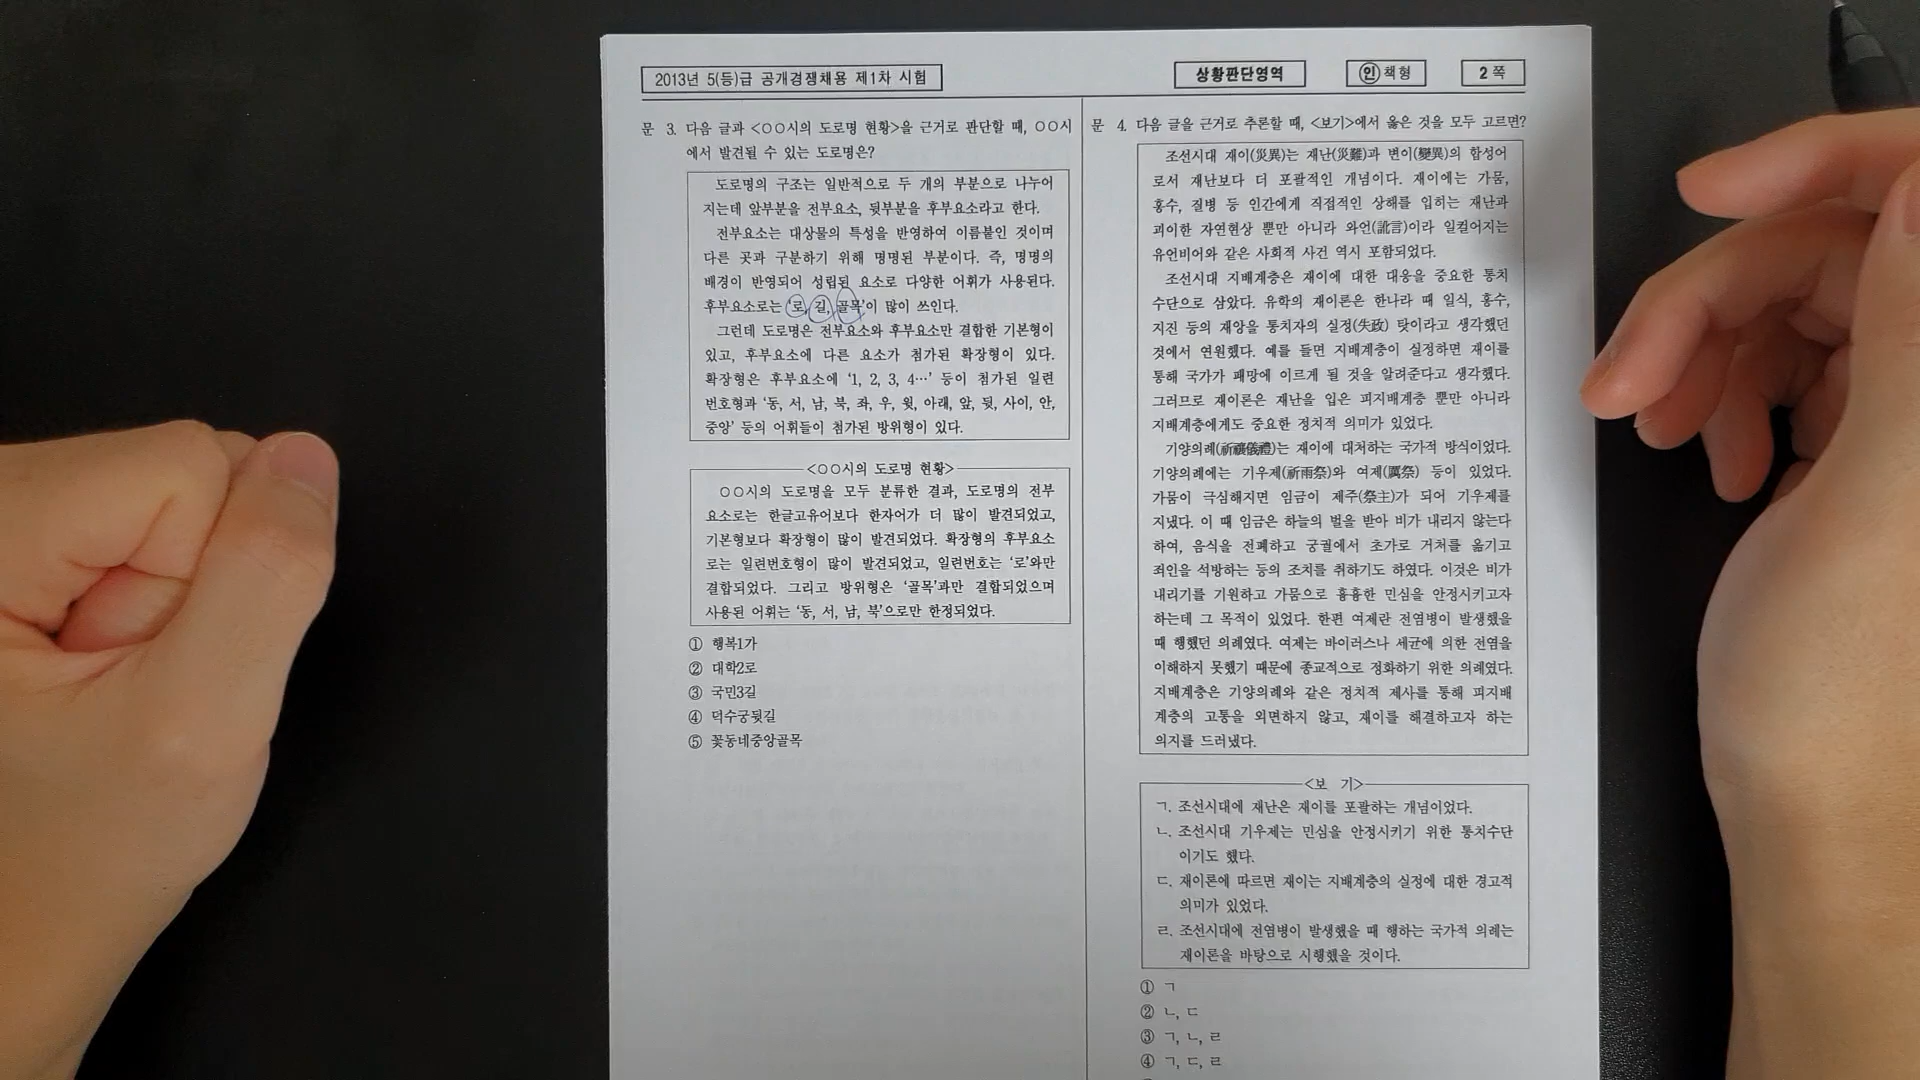 2013년 5(등)급 공개경쟁채용 제1차 시험
상황판단영역
인 책형
2 쪽
문 3. 다음 글과 <○○시의 도로명 현황>을 근거로 판단할 때, ○○시
에서 발견될 수 있는 도로명은?
도로명의 구조는 일반적으로 두 개의 부분으로 나누어
지는데 앞부분을 전부요소, 뒷부분을 후부요소라고 한다.
전부요소는 대상물의 특성을 반영하여 이름붙인 것이며
다른 곳과 구분하기 위해 명명된 부분이다. 즉, 명명의
배경이 반영되어 성립된 요소로 다양한 어휘가 사용된다.
후부요소로는 ‘로, 길, 골목’이 많이 쓰인다.
그런데 도로명은 전부요소와 후부요소만 결합한 기본형이
있고, 후부요소에 다른 요소가 첨가된 확장형이 있다.
확장형은 후부요소에 ‘1, 2, 3, 4…’ 등이 첨가된 일련
번호형과 ‘동, 서, 남, 북, 좌, 우, 윗, 아래, 앞, 뒷, 사이, 안,
중앙’ 등의 어휘들이 첨가된 방위형이 있다.
<○○시의 도로명 현황>
○○시의 도로명을 모두 분류한 결과, 도로명의 전부
요소로는 한글고유어보다 한자어가 더 많이 발견되었고,
기본형보다 확장형이 많이 발견되었다. 확장형의 후부요소
로는 일련번호형이 많이 발견되었고, 일련번호는 ‘로’와만
결합되었다. 그리고 방위형은 ‘골목’과만 결합되었으며
사용된 어휘는 ‘동, 서, 남, 북’으로만 한정되었다.
① 행복1가
② 대학2로
③ 국민3길
④ 덕수궁뒷길
⑤ 꽃동네중앙골목
문 4. 다음 글을 근거로 추론할 때, <보기>에서 옳은 것을 모두 고르면?
조선시대 재이(災異)는 재난(災難)과 변이(變異)의 합성어
로서 재난보다 더 포괄적인 개념이다. 재이에는 가뭄,
홍수, 질병 등 인간에게 직접적인 상해를 입히는 재난과
괴이한 자연현상 뿐만 아니라 와언(訛言)이라 일컬어지는
유언비어와 같은 사회적 사건 역시 포함되었다.
조선시대 지배계층은 재이에 대한 대응을 중요한 통치
수단으로 삼았다. 유학의 재이론은 한나라 때 일식, 홍수,
지진 등의 재앙을 통치자의 실정(失政) 탓이라고 생각했던
것에서 연원했다. 예를 들면 지배계층이 실정하면 재이를
통해 국가가 패망에 이르게 될 것을 알려준다고 생각했다.
그러므로 재이론은 재난을 입은 피지배계층 뿐만 아니라
지배계층에게도 중요한 정치적 의미가 있었다.
기양의례(祈禳儀禮)는 재이에 대처하는 국가적 방식이었다.
기양의례에는 기우제(祈雨祭)와 여제(厲祭) 등이 있었다.
가뭄이 극심해지면 임금이 제주(祭主)가 되어 기우제를
지냈다. 이 때 임금은 하늘의 벌을 받아 비가 내리지 않는다
하여, 음식을 전폐하고 궁궐에서 초가로 거처를 옮기고
죄인을 석방하는 등의 조치를 취하기도 하였다. 이것은 비가
내리기를 기원하고 가뭄으로 흉흉한 민심을 안정시키고자
하는데 그 목적이 있었다. 한편 여제란 전염병이 발생했을
때 행했던 의례였다. 여제는 바이러스나 세균에 의한 전염을
이해하지 못했기 때문에 종교적으로 정화하기 위한 의례였다.
지배계층은 기양의례와 같은 정치적 제사를 통해 피지배
계층의 고통을 외면하지 않고, 재이를 해결하고자 하는
의지를 드러냈다.
<보 기>
ㄱ. 조선시대에 재난은 재이를 포괄하는 개념이었다.
ㄴ. 조선시대 기우제는 민심을 안정시키기 위한 통치수단
이기도 했다.
ㄷ. 재이론에 따르면 재이는 지배계층의 실정에 대한 경고적
의미가 있었다.
ㄹ. 조선시대에 전염병이 발생했을 때 행하는 국가적 의례는
재이론을 바탕으로 시행했을 것이다.
① ㄱ
② ㄴ, ㄷ
③ ㄱ, ㄴ, ㄹ
④ ㄱ, ㄷ, ㄹ